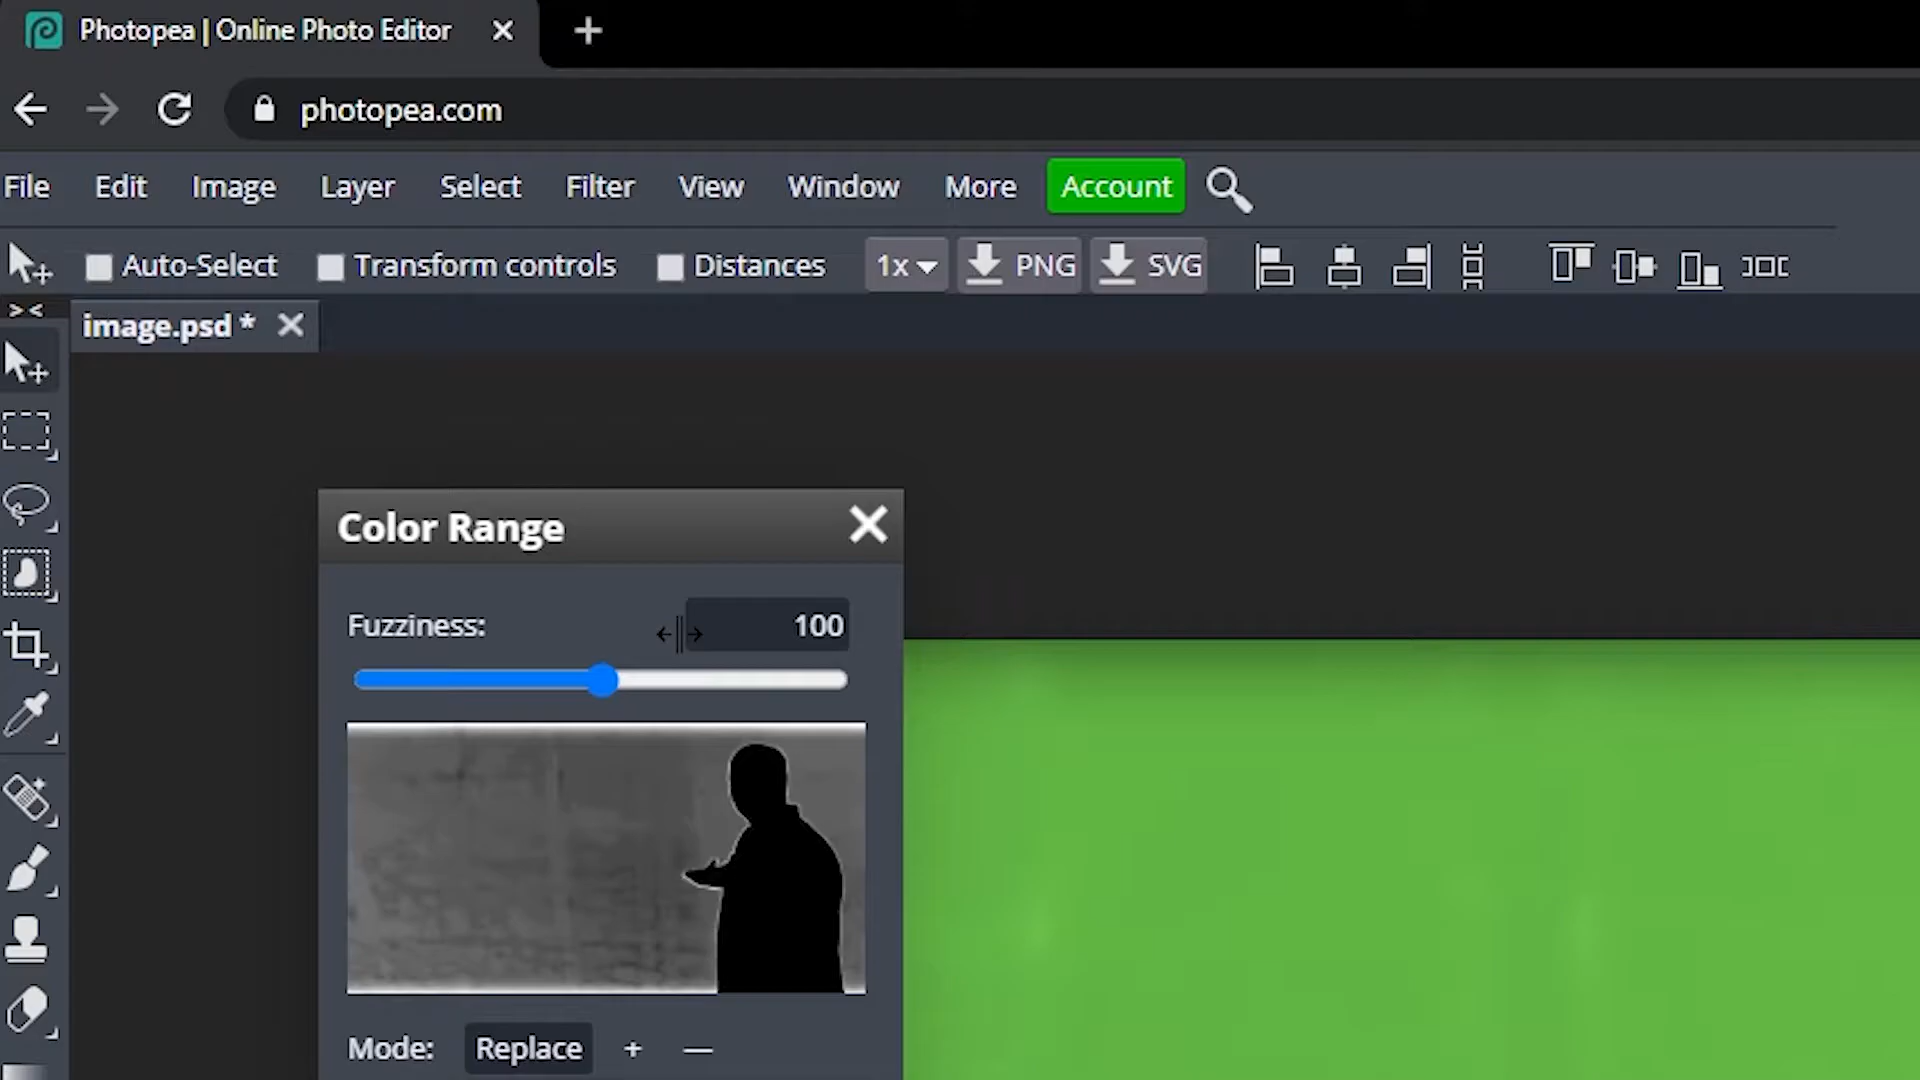 Photopea | Online Photo Editor
photopea.com
File Edit Image Layer Select Filter View Window More Account
Auto-Select Transform controls Distances 1x PNG SVG
image.psd *
Color Range
Fuzziness: 100
Mode: Replace + —